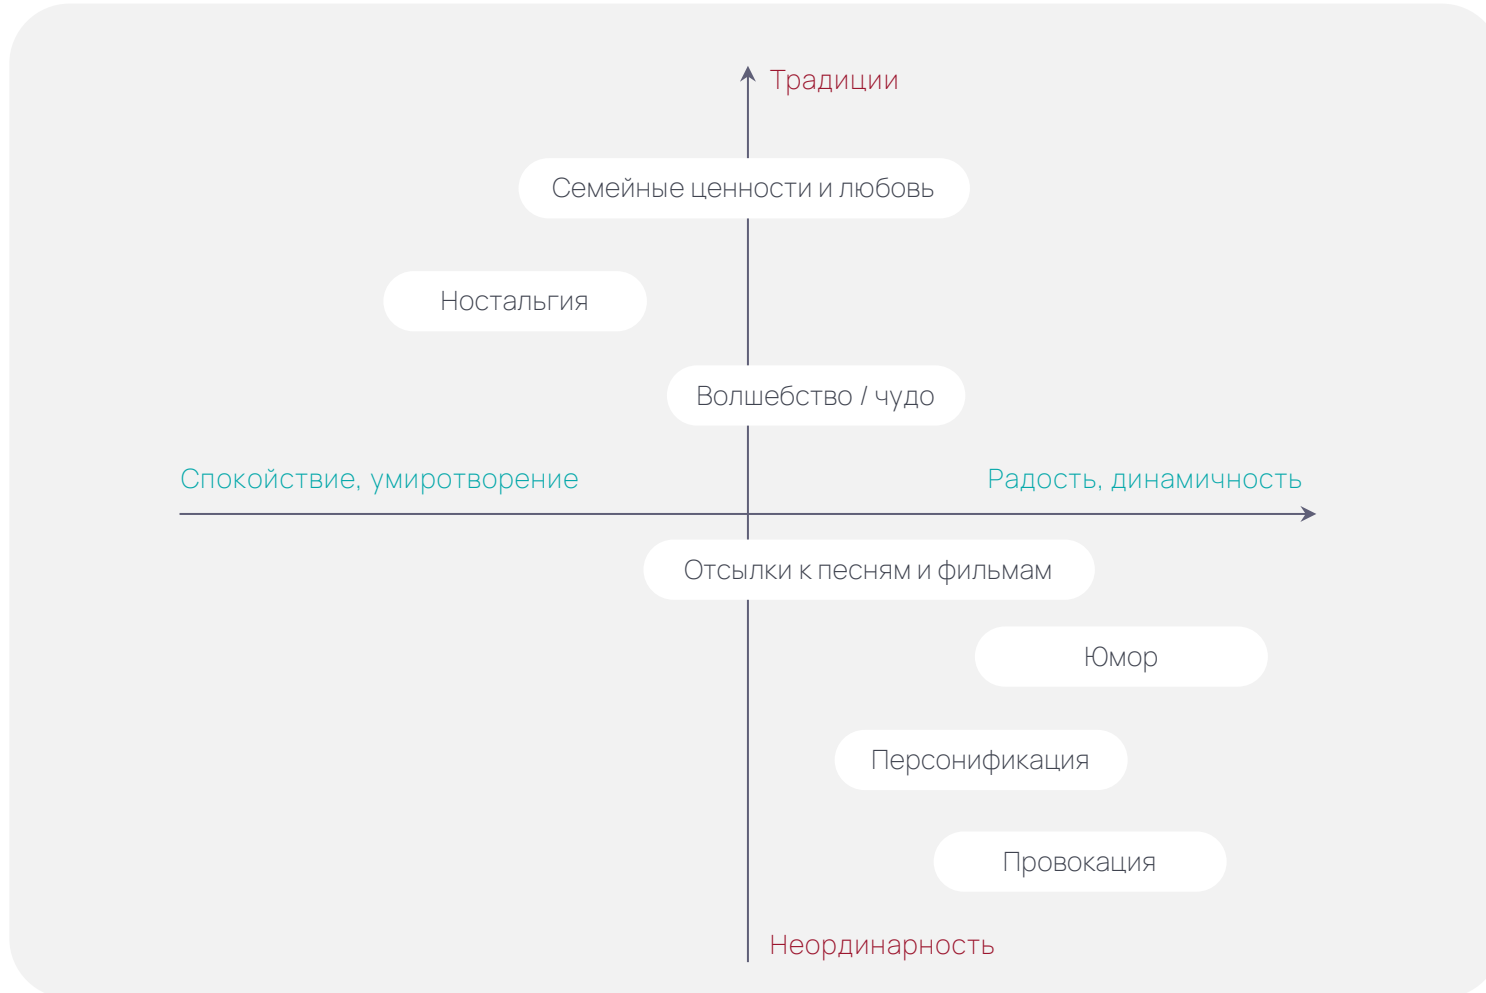 Традиции
Семейные ценности и любовь
Ностальгия
Волшебство / чудо
Спокойствие, умиротворение
Радость, динамичность
Отсылки к песням и фильмам
Юмор
Персонификация
Провокация
Неординарность